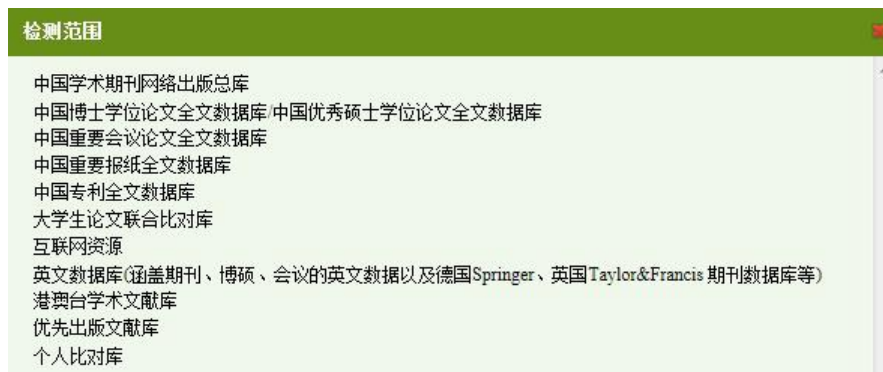 检测范围
中国学术期刊网络出版总库
中国博士学位论文全文数据库/中国优秀硕士学位论文全文数据库
中国重要会议论文全文数据库
中国重要报纸全文数据库
中国专利全文数据库
大学生论文联合比对库
互联网资源
英文数据库(涵盖期刊、博硕、会议的英文数据以及德国Springer、英国Taylor&Francis 期刊数据库等)
港澳台学术文献库
优先出版文献库
个人比对库